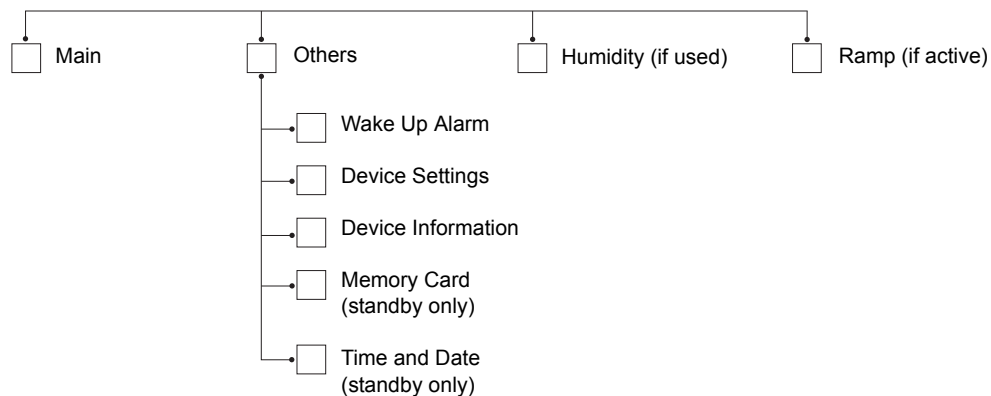 Main
Others
Humidity (if used)
Ramp (if active)
Wake Up Alarm
Device Settings
Device Information
Memory Card
(standby only)
Time and Date
(standby only)